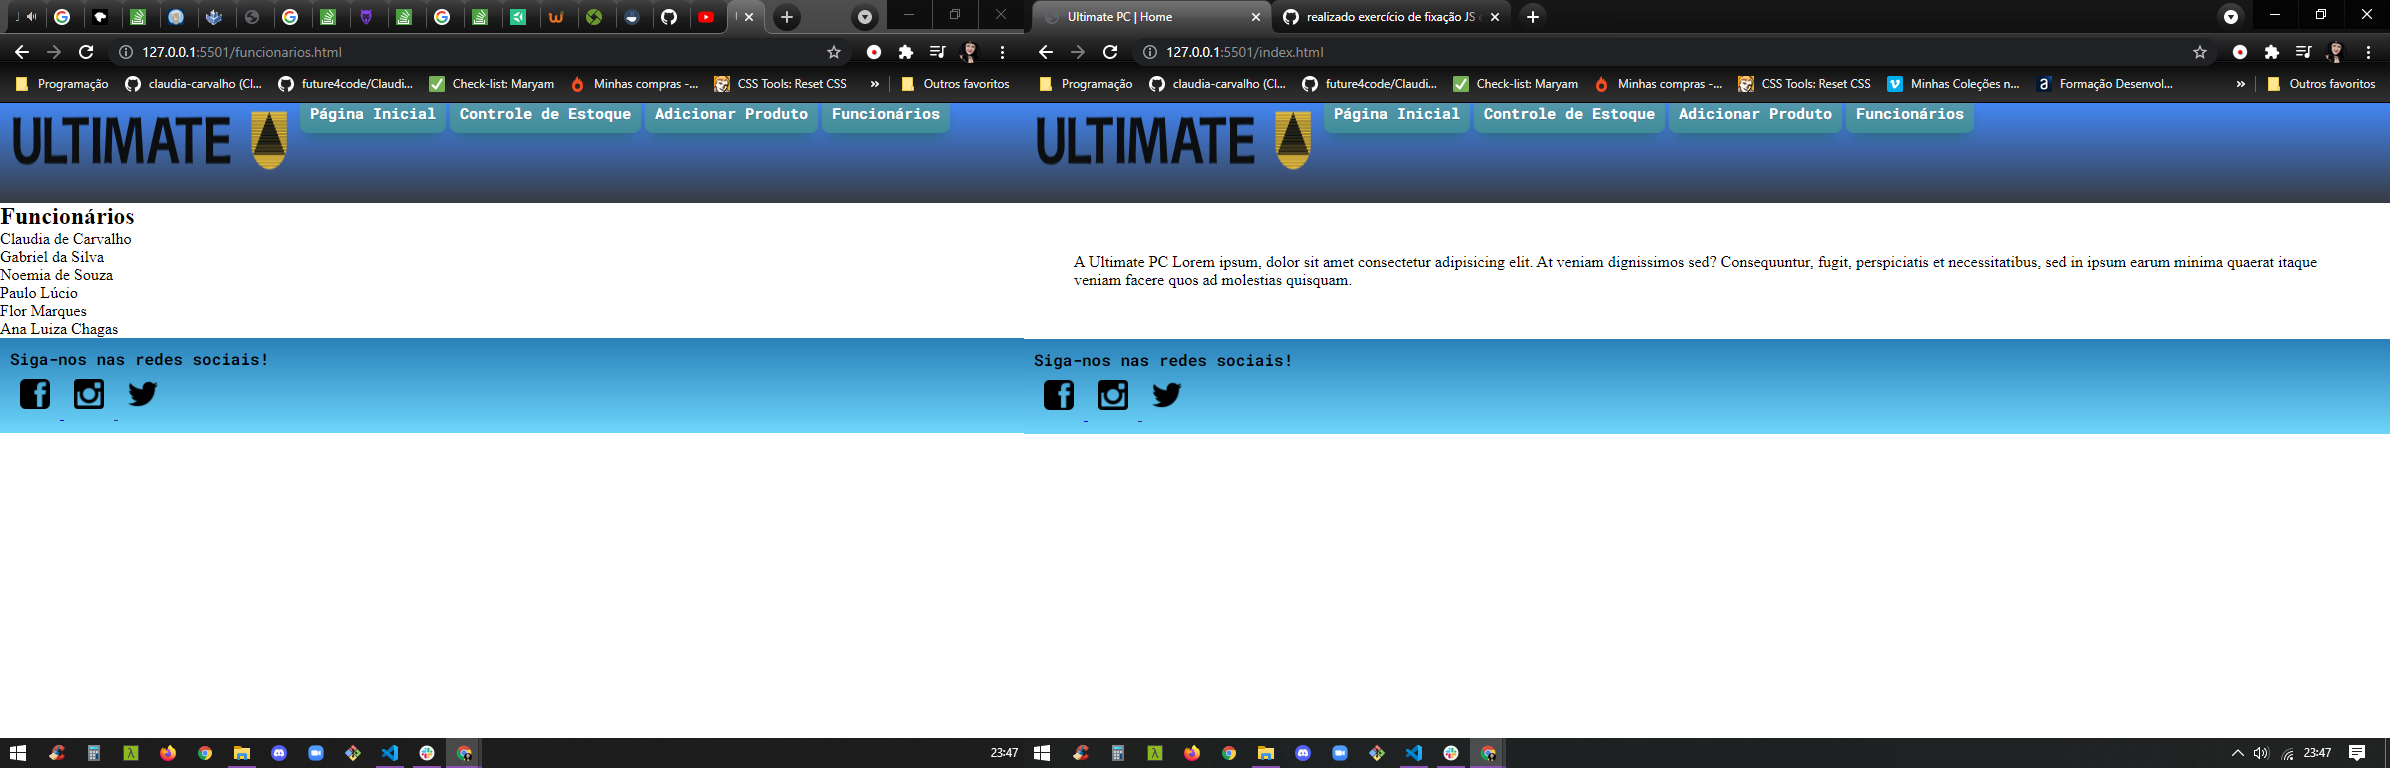 Ultimate PC | Home
realizado exercício de fixação JS
127.0.0.1:5501/funcionarios.html
127.0.0.1:5501/index.html
Programação claudia-carvalho (Cl... future4code/Claudi... Check-list: Maryam Minhas compras -... CSS Tools: Reset CSS » Outros favoritos
Programação claudia-carvalho (Cl... future4code/Claudi... Check-list: Maryam Minhas compras -... CSS Tools: Reset CSS Minhas Coleções n... Formação Desenvol... » Outros favoritos
ULTIMATE
Página Inicial Controle de Estoque Adicionar Produto Funcionários
ULTIMATE
Página Inicial Controle de Estoque Adicionar Produto Funcionários
Funcionários
Claudia de Carvalho
Gabriel da Silva
Noemia de Souza
Paulo Lúcio
Flor Marques
Ana Luiza Chagas
A Ultimate PC Lorem ipsum, dolor sit amet consectetur adipisicing elit. At veniam dignissimos sed? Consequuntur, fugit, perspiciatis et necessitatibus, sed in ipsum earum minima quaerat itaque
veniam facere quos ad molestias quisquam.
Siga-nos nas redes sociais!
Siga-nos nas redes sociais!
23:47
23:47